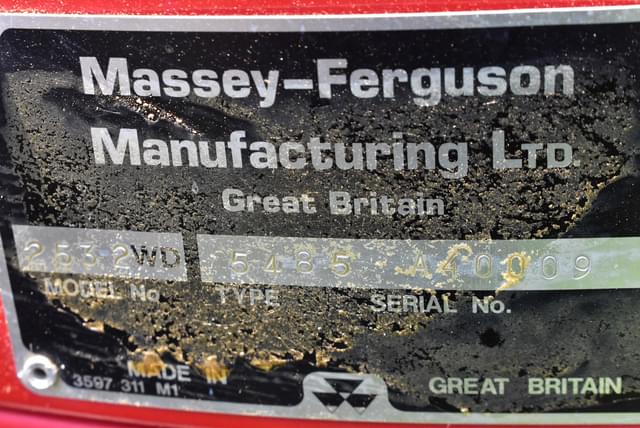 Massey-Ferguson
Manufacturing LTD.
Great Britain
253 2WD 5485 A40009
MODEL No TYPE SERIAL No.
MADE IN GREAT BRITAIN
3597 311 M1